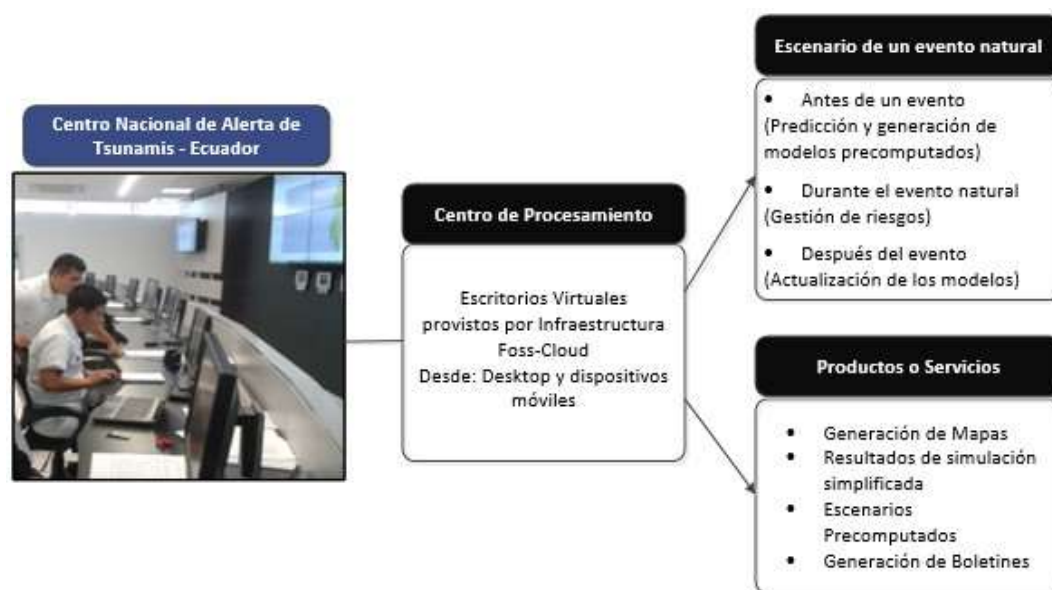 Centro Nacional de Alerta de
Tsunamis - Ecuador
Centro de Procesamiento
Escritorios Virtuales
provistos por Infraestructura
Foss-Cloud
Desde: Desktop y dispositivos
móviles
Escenario de un evento natural
• Antes de un evento
(Predicción y generación de
modelos precomputados)
• Durante el evento natural
(Gestión de riesgos)
• Después del evento
(Actualización de los modelos)
Productos o Servicios
• Generación de Mapas
• Resultados de simulación
simplificada
• Escenarios
Precomputados
• Generación de Boletines